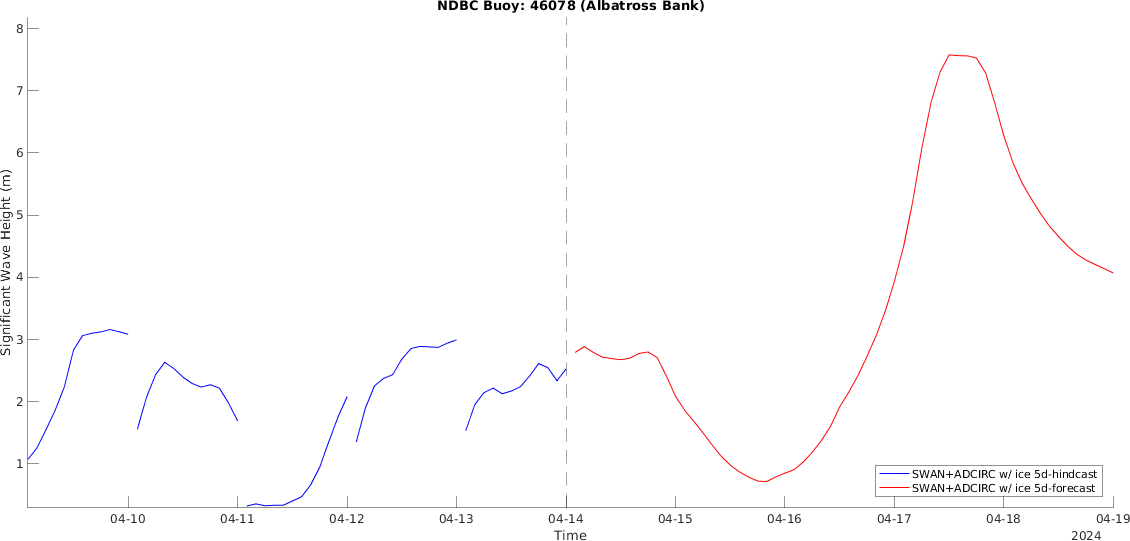 NDBC Buoy: 46078 (Albatross Bank)
Significant Wave Height (m)
8
7
6
5
4
3
2
1
SWAN+ADCIRC w/ ice 5d-hindcast
SWAN+ADCIRC w/ ice 5d-forecast
04-10 04-11 04-12 04-13 04-14 04-15 04-16 04-17 04-18 04-19
Time
2024